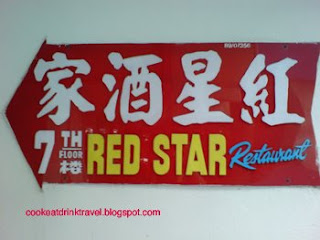 紅星酒家
7TH FLOOR 樓 RED STAR Restaurant
cookeatdrinktravel.blogspot.com